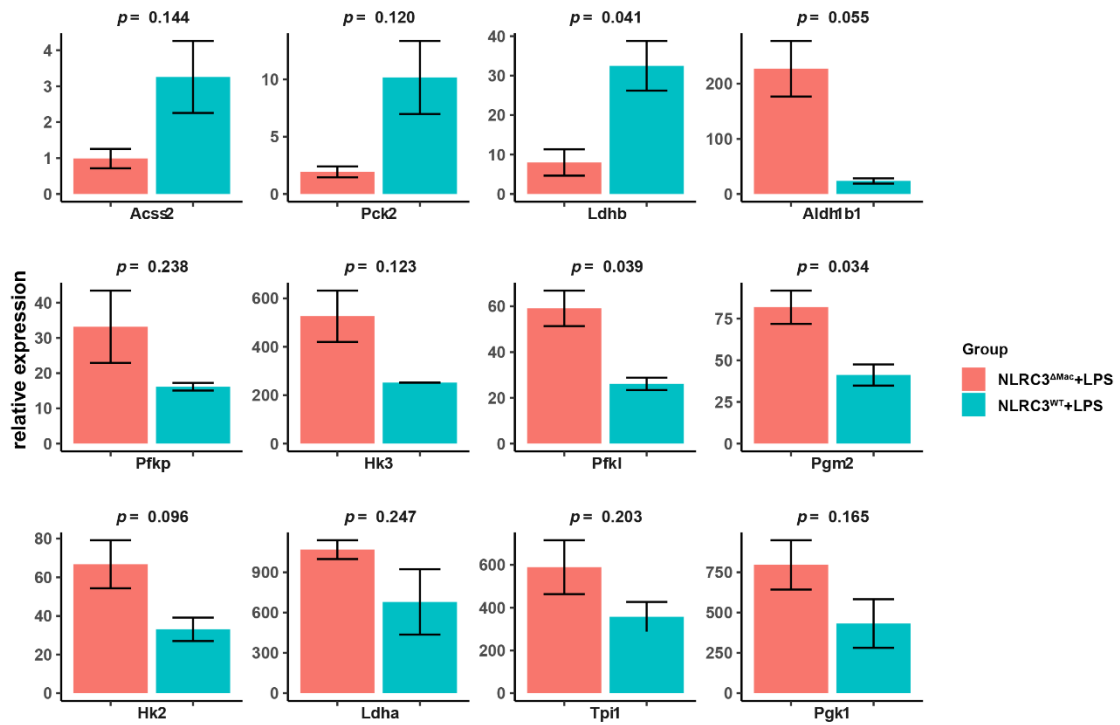 p = 0.144
p = 0.120
p = 0.041
p = 0.055
4
3
2
1
0
10
5
0
40
30
20
10
0
200
100
0
Acss2
Pck2
Ldhb
Aldh1b1
relative expression
p = 0.238
p = 0.123
p = 0.039
p = 0.034
40
30
20
10
0
600
400
200
0
60
40
20
0
75
50
25
0
Pfkp
Hk3
Pfkl
Pgm2
Group
NLRC3ΔMac+LPS
NLRC3WT+LPS
p = 0.096
p = 0.247
p = 0.203
p = 0.165
80
60
40
20
0
900
600
300
0
600
400
200
0
750
500
250
0
Hk2
Ldha
Tpi1
Pgk1